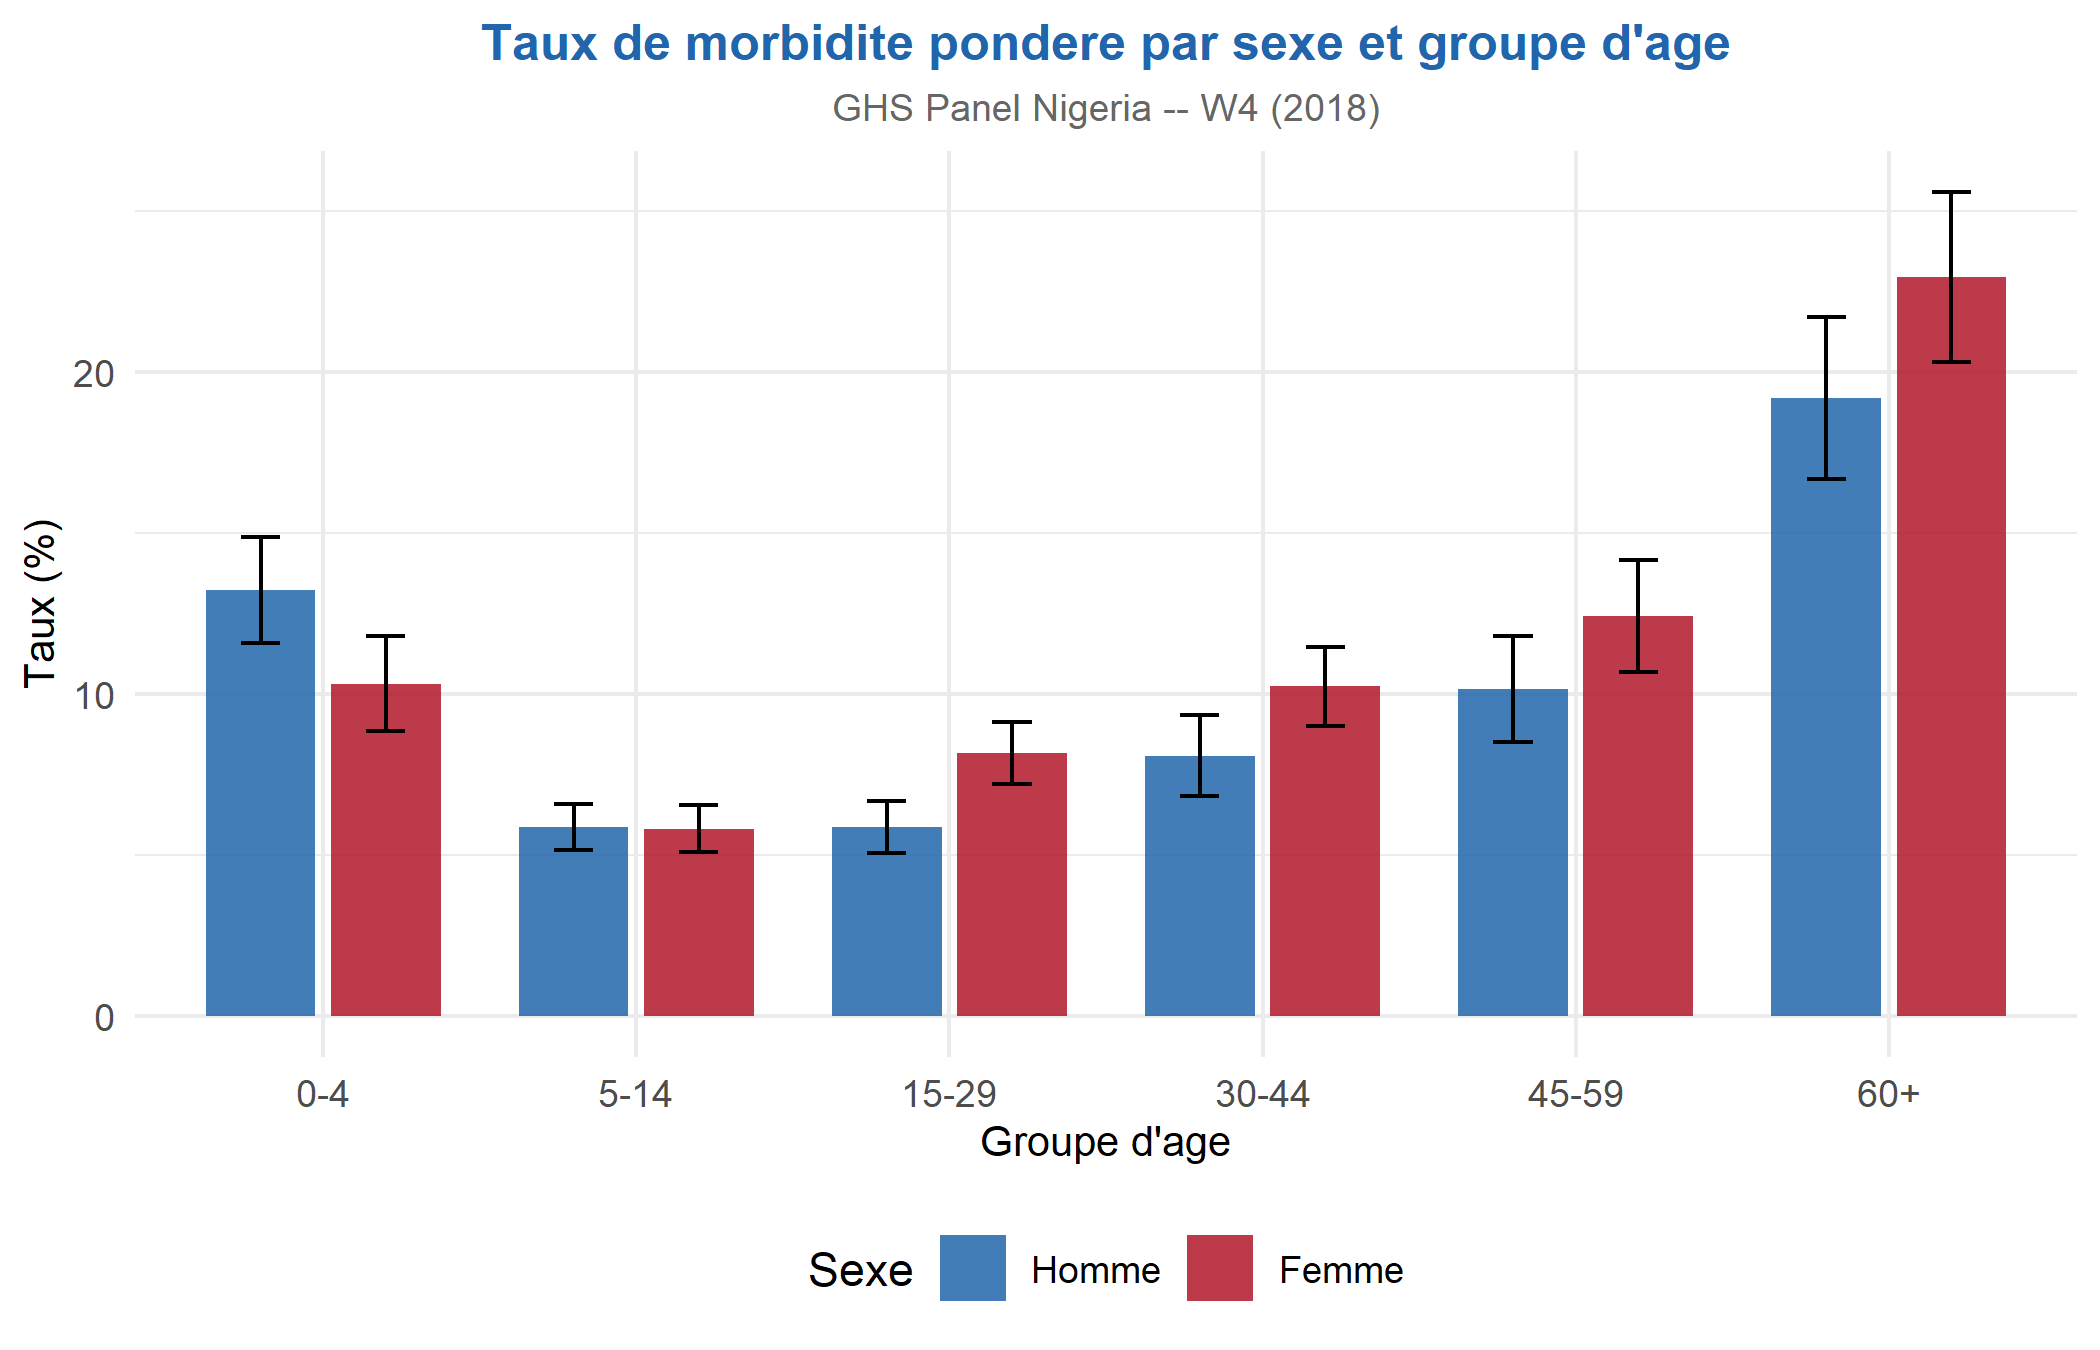 Taux de morbidite pondere par sexe et groupe d'age
GHS Panel Nigeria -- W4 (2018)
Taux (%)
20
10
0
0-4 5-14 15-29 30-44 45-59 60+
Groupe d'age
Sexe Homme Femme